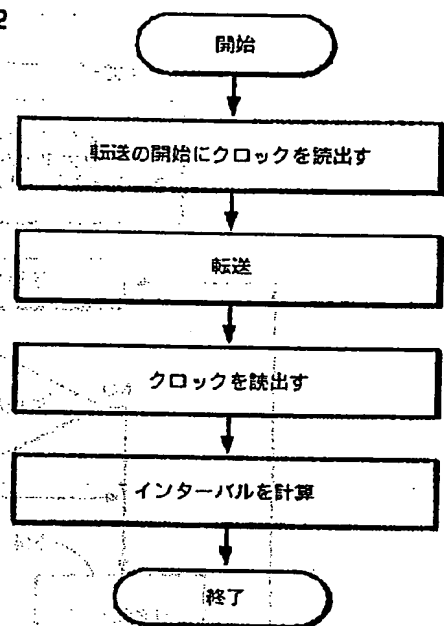 2
開始
転送の開始にクロックを読出す
転送
クロックを読出す
インターバルを計算
終了